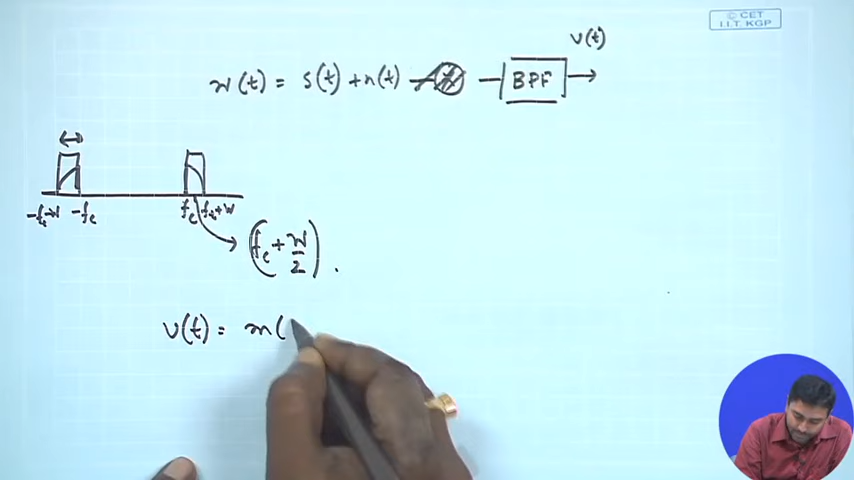 © CET
I.I.T. KGP
v(t)
r(t) = s(t) + n(t) BPF
-fc-W -fc fc fc+W
(fc + W/2).
v(t) = m(